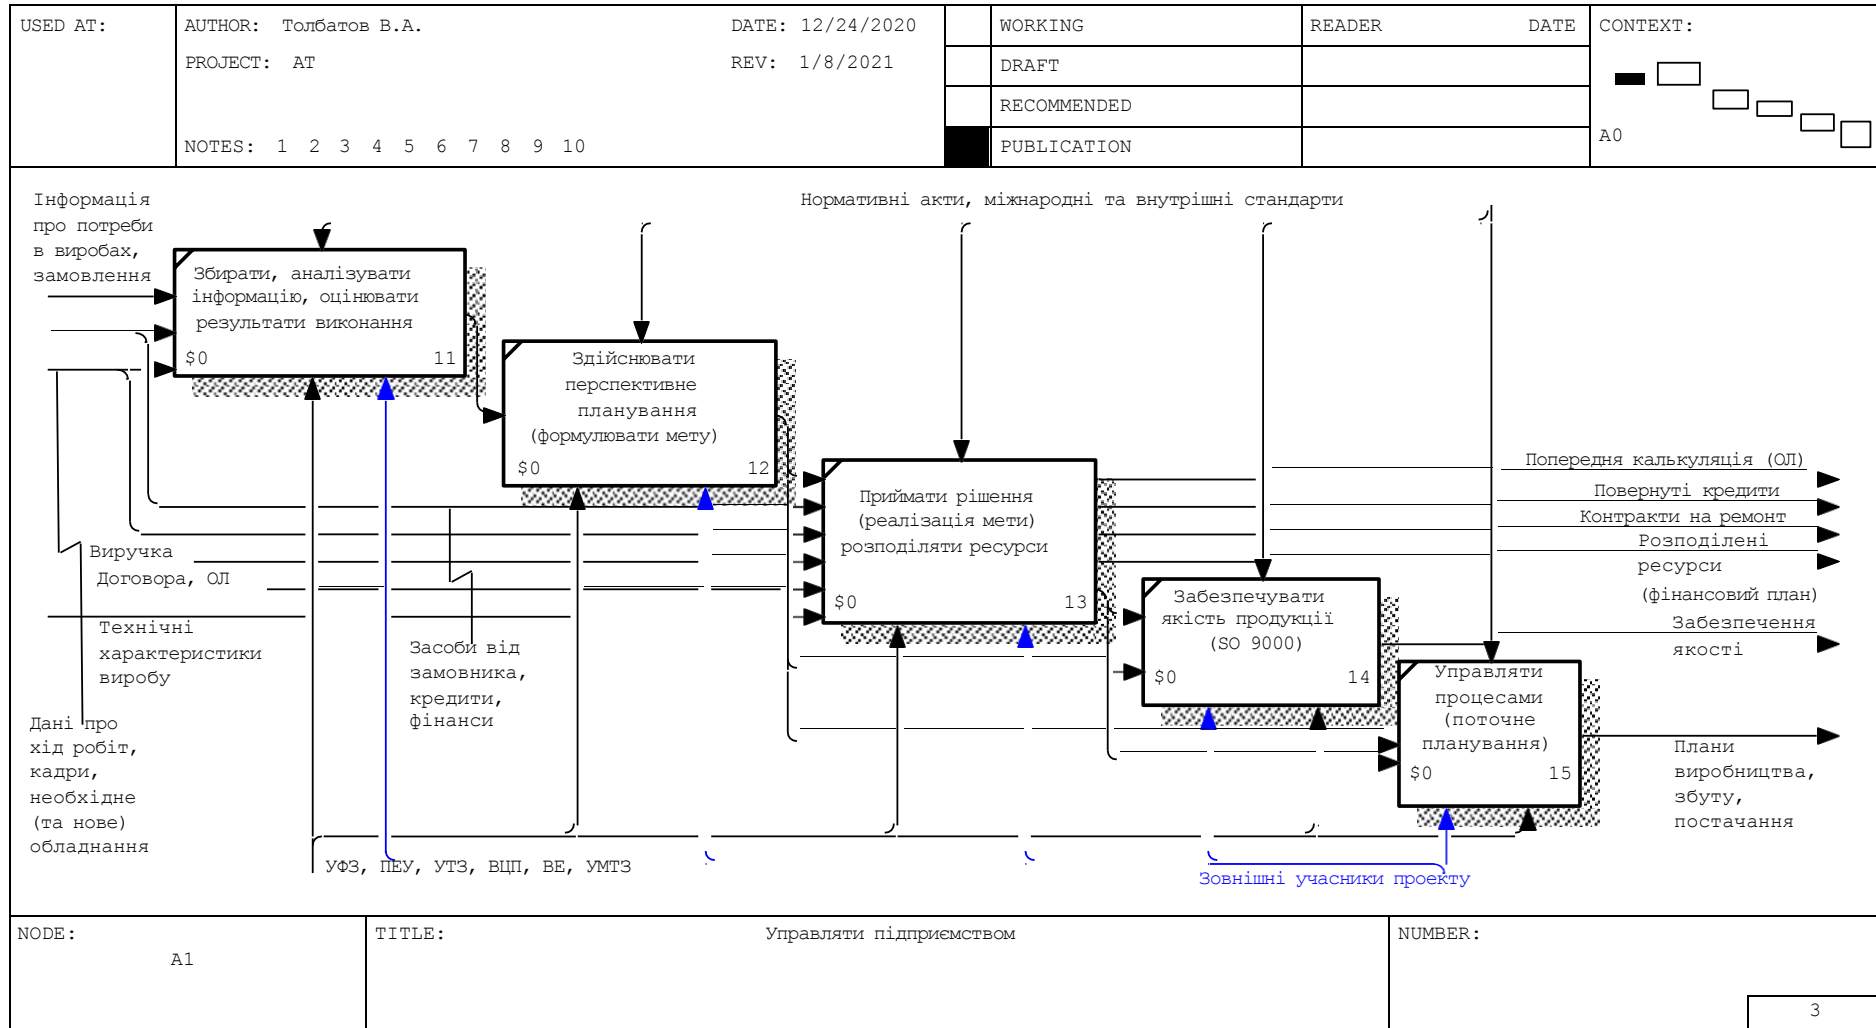 USED AT:
AUTHOR: Толбатов В.А.
DATE: 12/24/2020
PROJECT: АТ
REV: 1/8/2021
NOTES: 1 2 3 4 5 6 7 8 9 10
WORKING
DRAFT
RECOMMENDED
PUBLICATION
READER
DATE
CONTEXT:
A0
Інформація
про потреби
в виробах,
замовлення
Нормативні акти, міжнародні та внутрішні стандарти
Збирати, аналізувати
інформацію, оцінювати
результати виконання
$0
11
Здійснювати
перспективне
планування
(формулювати мету)
$0
12
Приймати рішення
(реалізація мети)
розподіляти ресурси
$0
13
Забезпечувати
якість продукції
(SO 9000)
$0
14
Управляти
процесами
(поточне
планування)
$0
15
Попередня калькуляція (ОЛ)
Повернуті кредити
Контракти на ремонт
Розподілені
ресурси
(фінансовий план)
Забезпечення
якості
Плани
виробництва,
збуту,
постачання
Виручка
Договора, ОЛ
Технічні
характеристики
виробу
Засоби від
замовника,
кредити,
фінанси
Дані про
хід робіт,
кадри,
необхідне
(та нове)
обладнання
УФЗ, ПЕУ, УТЗ, ВЦП, ВЕ, УМТЗ
Зовнішні учасники проекту
NODE:
A1
TITLE:
Управляти підприємством
NUMBER:
3